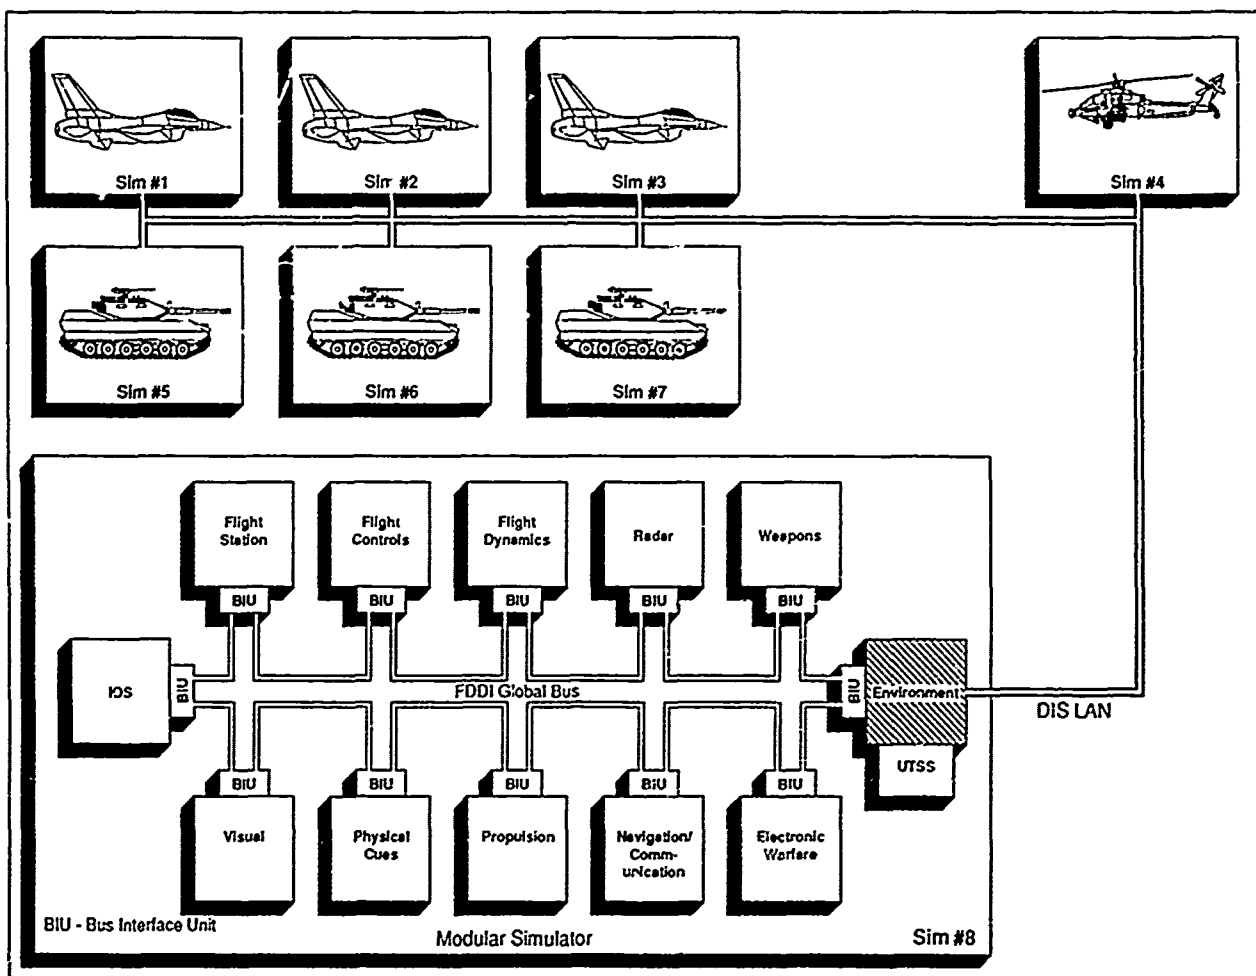 Sim #1
Sim #2
Sim #3
Sim #4
Sim #5
Sim #6
Sim #7
Flight
Station
Flight
Controls
Flight
Dynamics
Radar
Weapons
BIU
BIU
BIU
BIU
BIU
IOS
BIU
FDDI Global Bus
BIU
Environment
DIS LAN
UTSS
BIU
BIU
BIU
BIU
BIU
Visual
Physical
Cues
Propulsion
Navigation/
Comm-
unication
Electronic
Warfare
BIU - Bus Interface Unit
Modular Simulator
Sim #8